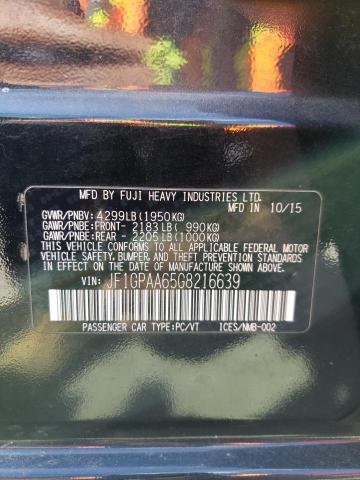 MFD BY FUJI HEAVY INDUSTRIES LTD.
MFD IN 10/15
GVWR/PNBV: 4299LB(1950KG)
GAWR/PNBE:FRONT- 2183LB( 990KG)
GAWR/PNBE:REAR - 2205LB(1000KG)
THIS VEHICLE CONFORMS TO ALL APPLICABLE FEDERAL MOTOR
VEHICLE SAFETY, BUMPER, AND THEFT PREVENTION STANDARDS
IN EFFECT ON THE DATE OF MANUFACTURE SHOWN ABOVE.
VIN: JF1GPAA65G8216639
PASSENGER CAR TYPE:PC/VT ICES/NMB-002